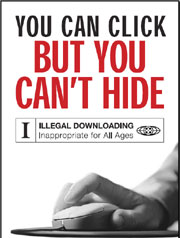 YOU CAN CLICK
BUT YOU
CAN'T HIDE
I ILLEGAL DOWNLOADING
Inappropriate for All Ages